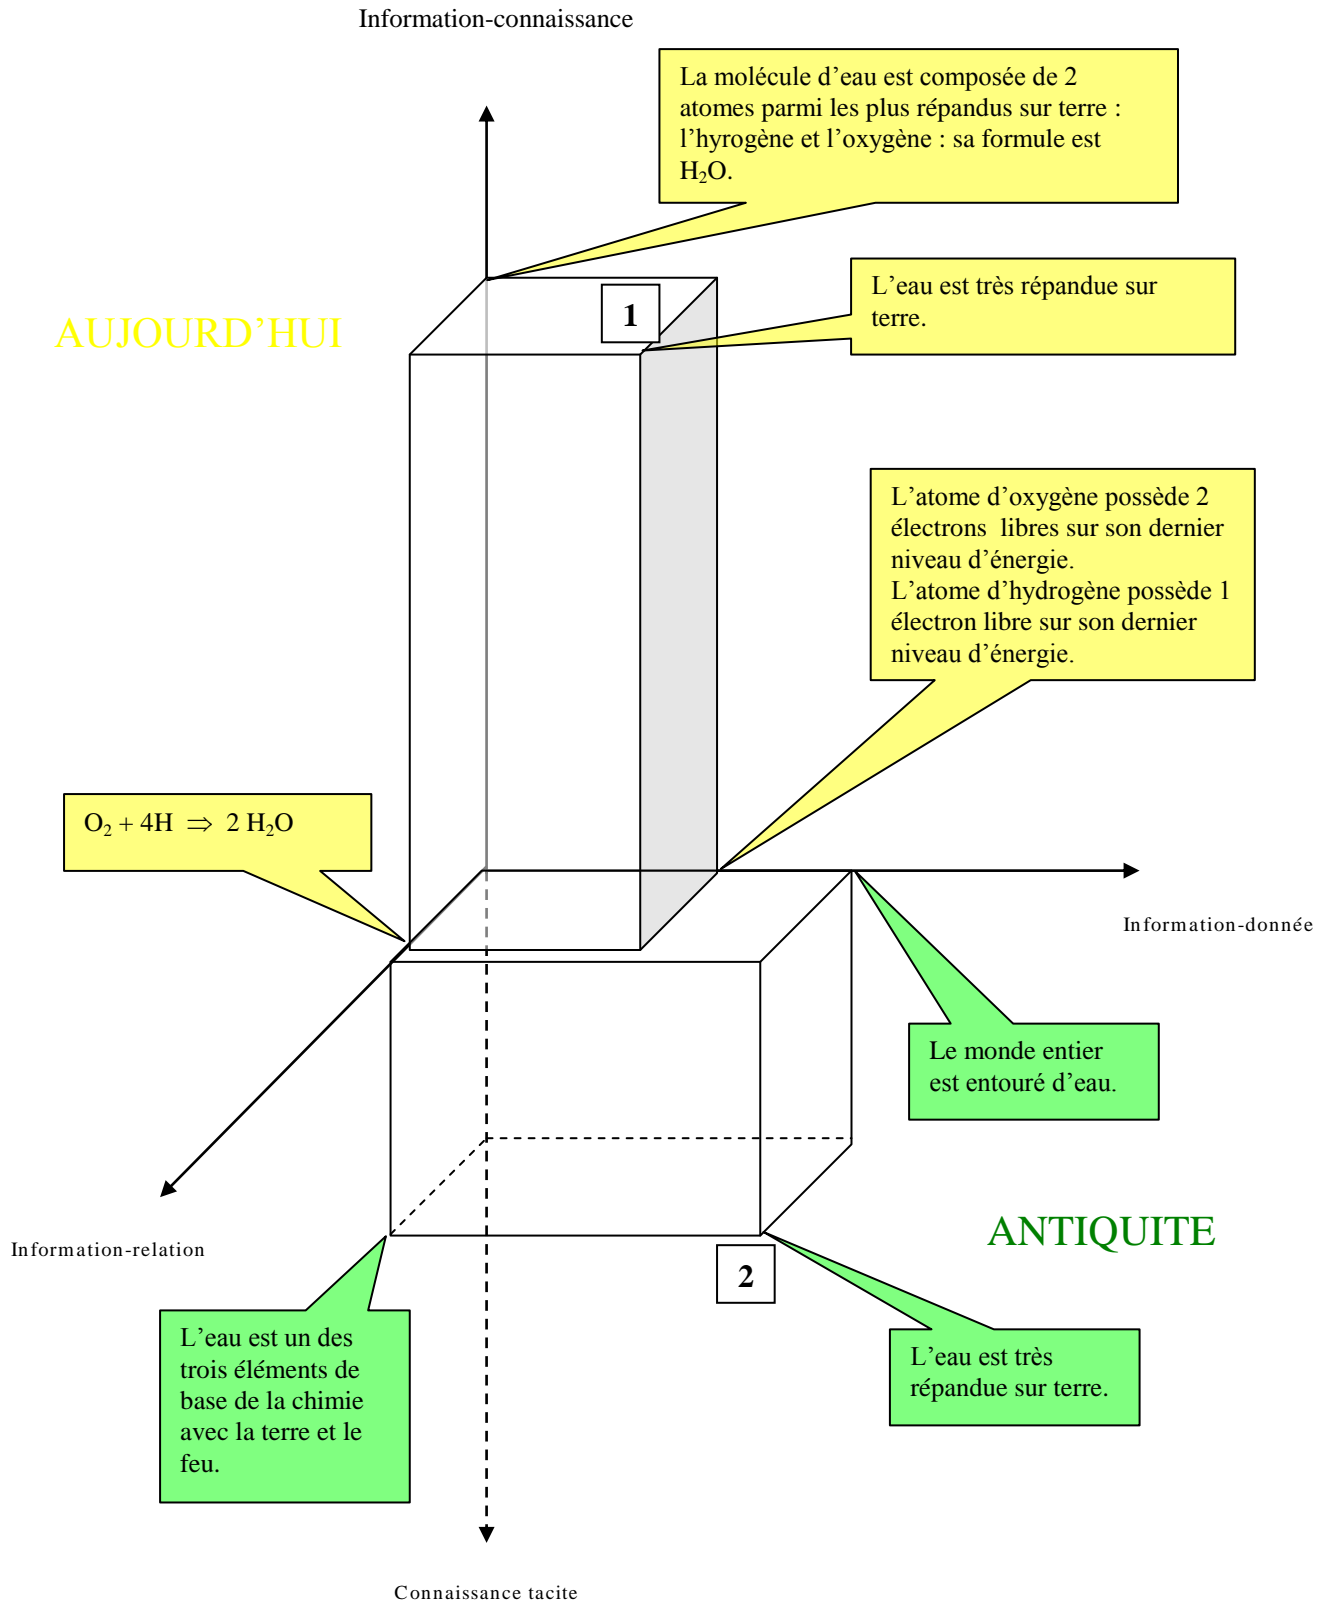 Information-connaissance
La molécule d’eau est composée de 2
atomes parmi les plus répandus sur terre :
l’hyrogène et l’oxygène : sa formule est
H₂O.
AUJOURD’HUI
1
L’eau est très répandue sur
terre.
L’atome d’oxygène possède 2
électrons libres sur son dernier
niveau d’énergie.
L’atome d’hydrogène possède 1
électron libre sur son dernier
niveau d’énergie.
O₂ + 4H ⇒ 2 H₂O
Information-donnée
Le monde entier
est entouré d’eau.
ANTIQUITE
Information-relation
2
L’eau est un des
trois éléments de
base de la chimie
avec la terre et le
feu.
L’eau est très
répandue sur terre.
Connaissance tacite